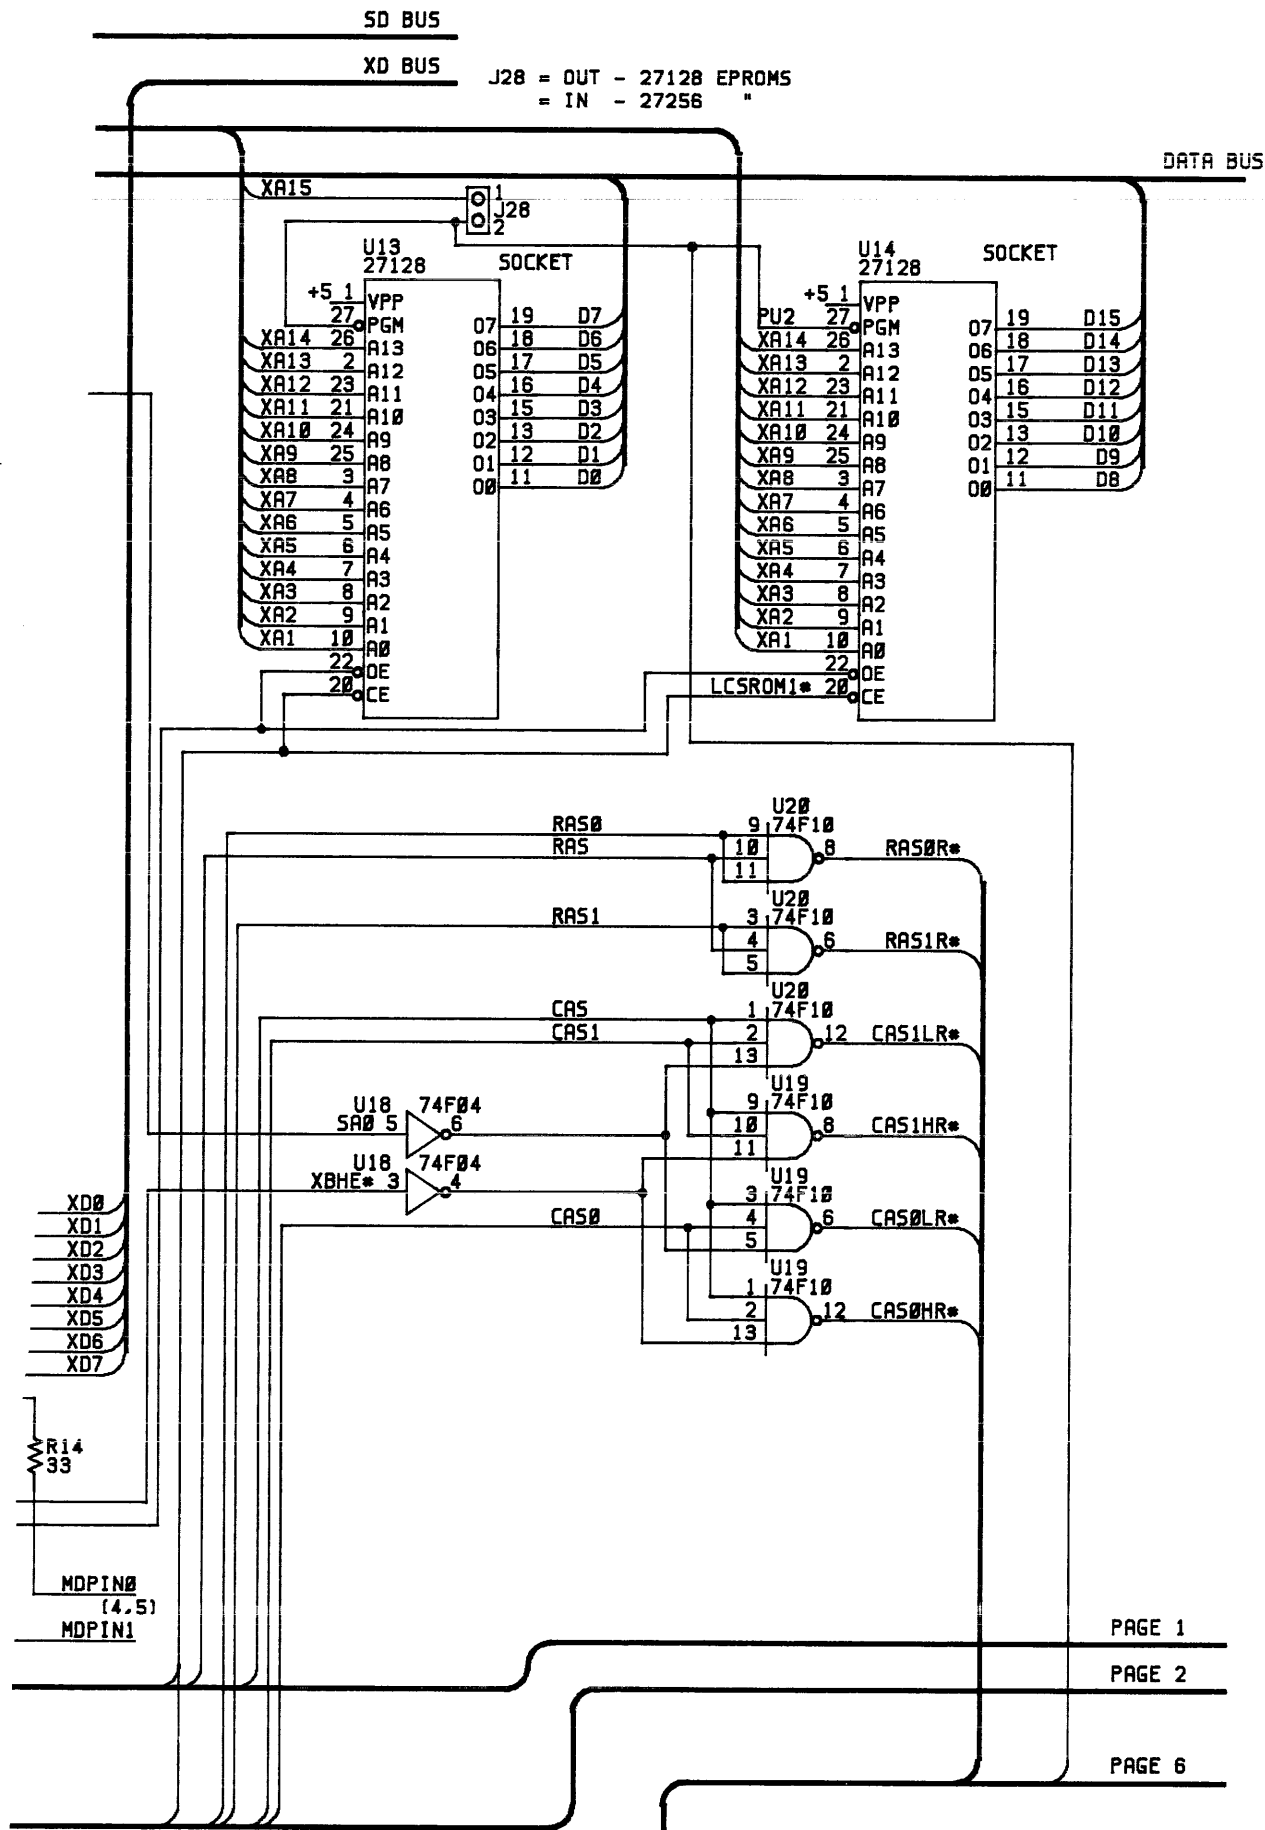 SD BUS
XD BUS
J28 = OUT - 27128 EPROMS
= IN - 27256 "
DATA BUS
XA15
1
J28
2
U13
27128
SOCKET
+5 1 VPP
27 PGM
XA14 26 A13
XA13 2 A12
XA12 23 A11
XA11 21 A10
XA10 24 A9
XA9 25 A8
XA8 3 A7
XA7 4 A6
XA6 5 A5
XA5 6 A4
XA4 7 A3
XA3 8 A2
XA2 9 A1
XA1 10 A0
22 OE
20 CE
O7 19 D7
O6 18 D6
O5 17 D5
O4 16 D4
O3 15 D3
O2 13 D2
O1 12 D1
O0 11 D0
U14
27128
SOCKET
+5 1 VPP
PU2 27 PGM
XA14 26 A13
XA13 2 A12
XA12 23 A11
XA11 21 A10
XA10 24 A9
XA9 25 A8
XA8 3 A7
XA7 4 A6
XA6 5 A5
XA5 6 A4
XA4 7 A3
XA3 8 A2
XA2 9 A1
XA1 10 A0
22 OE
LCSROM1* 20 CE
O7 19 D15
O6 18 D14
O5 17 D13
O4 16 D12
O3 15 D11
O2 13 D10
O1 12 D9
O0 11 D8
U20
RAS0 9 74F10
RAS 10 8 RAS0R*
11
U20
RAS1 3 74F10
4 6 RAS1R*
5
U20
CAS 1 74F10
CAS1 2 12 CAS1LR*
13
U19
9 74F10
10 8 CAS1HR*
11
U18 74F04
SA0 5 6
U18 74F04
XBHE* 3 4
U19
3 74F10
CAS0 4 6 CAS0LR*
5
U19
1 74F10
2 12 CAS0HR*
13
XD0
XD1
XD2
XD3
XD4
XD5
XD6
XD7
R14
33
MDPIN0
(4,5)
MDPIN1
PAGE 1
PAGE 2
PAGE 6